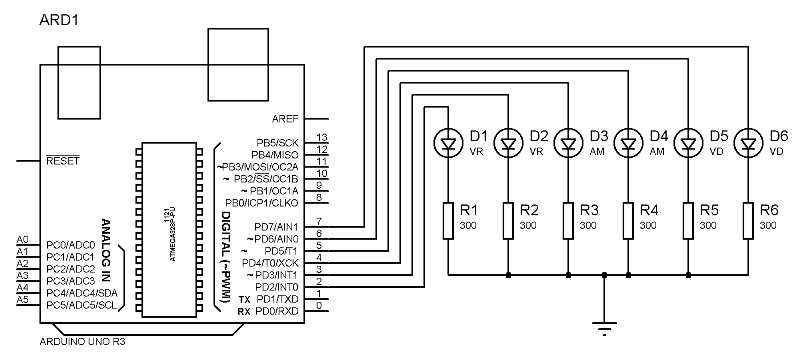 ARD1
AREF
RESET
PB5/SCK 13
PB4/MISO 12
~PB3/MOSI/OC2A 11
~ PB2/SS/OC1B 10
~ PB1/OC1A 9
PB0/ICP1/CLKO 8
1121
ATMEGA328P-PU
DIGITAL (~PWM)
ANALOG IN
PD7/AIN1 7
~ PD6/AIN0 6
~ PD5/T1 5
PD4/T0/XCK 4
~ PD3/INT1 3
PD2/INT0 2
TX PD1/TXD 1
RX PD0/RXD 0
A0 PC0/ADC0
A1 PC1/ADC1
A2 PC2/ADC2
A3 PC3/ADC3
A4 PC4/ADC4/SDA
A5 PC5/ADC5/SCL
ARDUINO UNO R3
D1 D2 D3 D4 D5 D6
VR VR AM AM VD VD
R1 R2 R3 R4 R5 R6
300 300 300 300 300 300